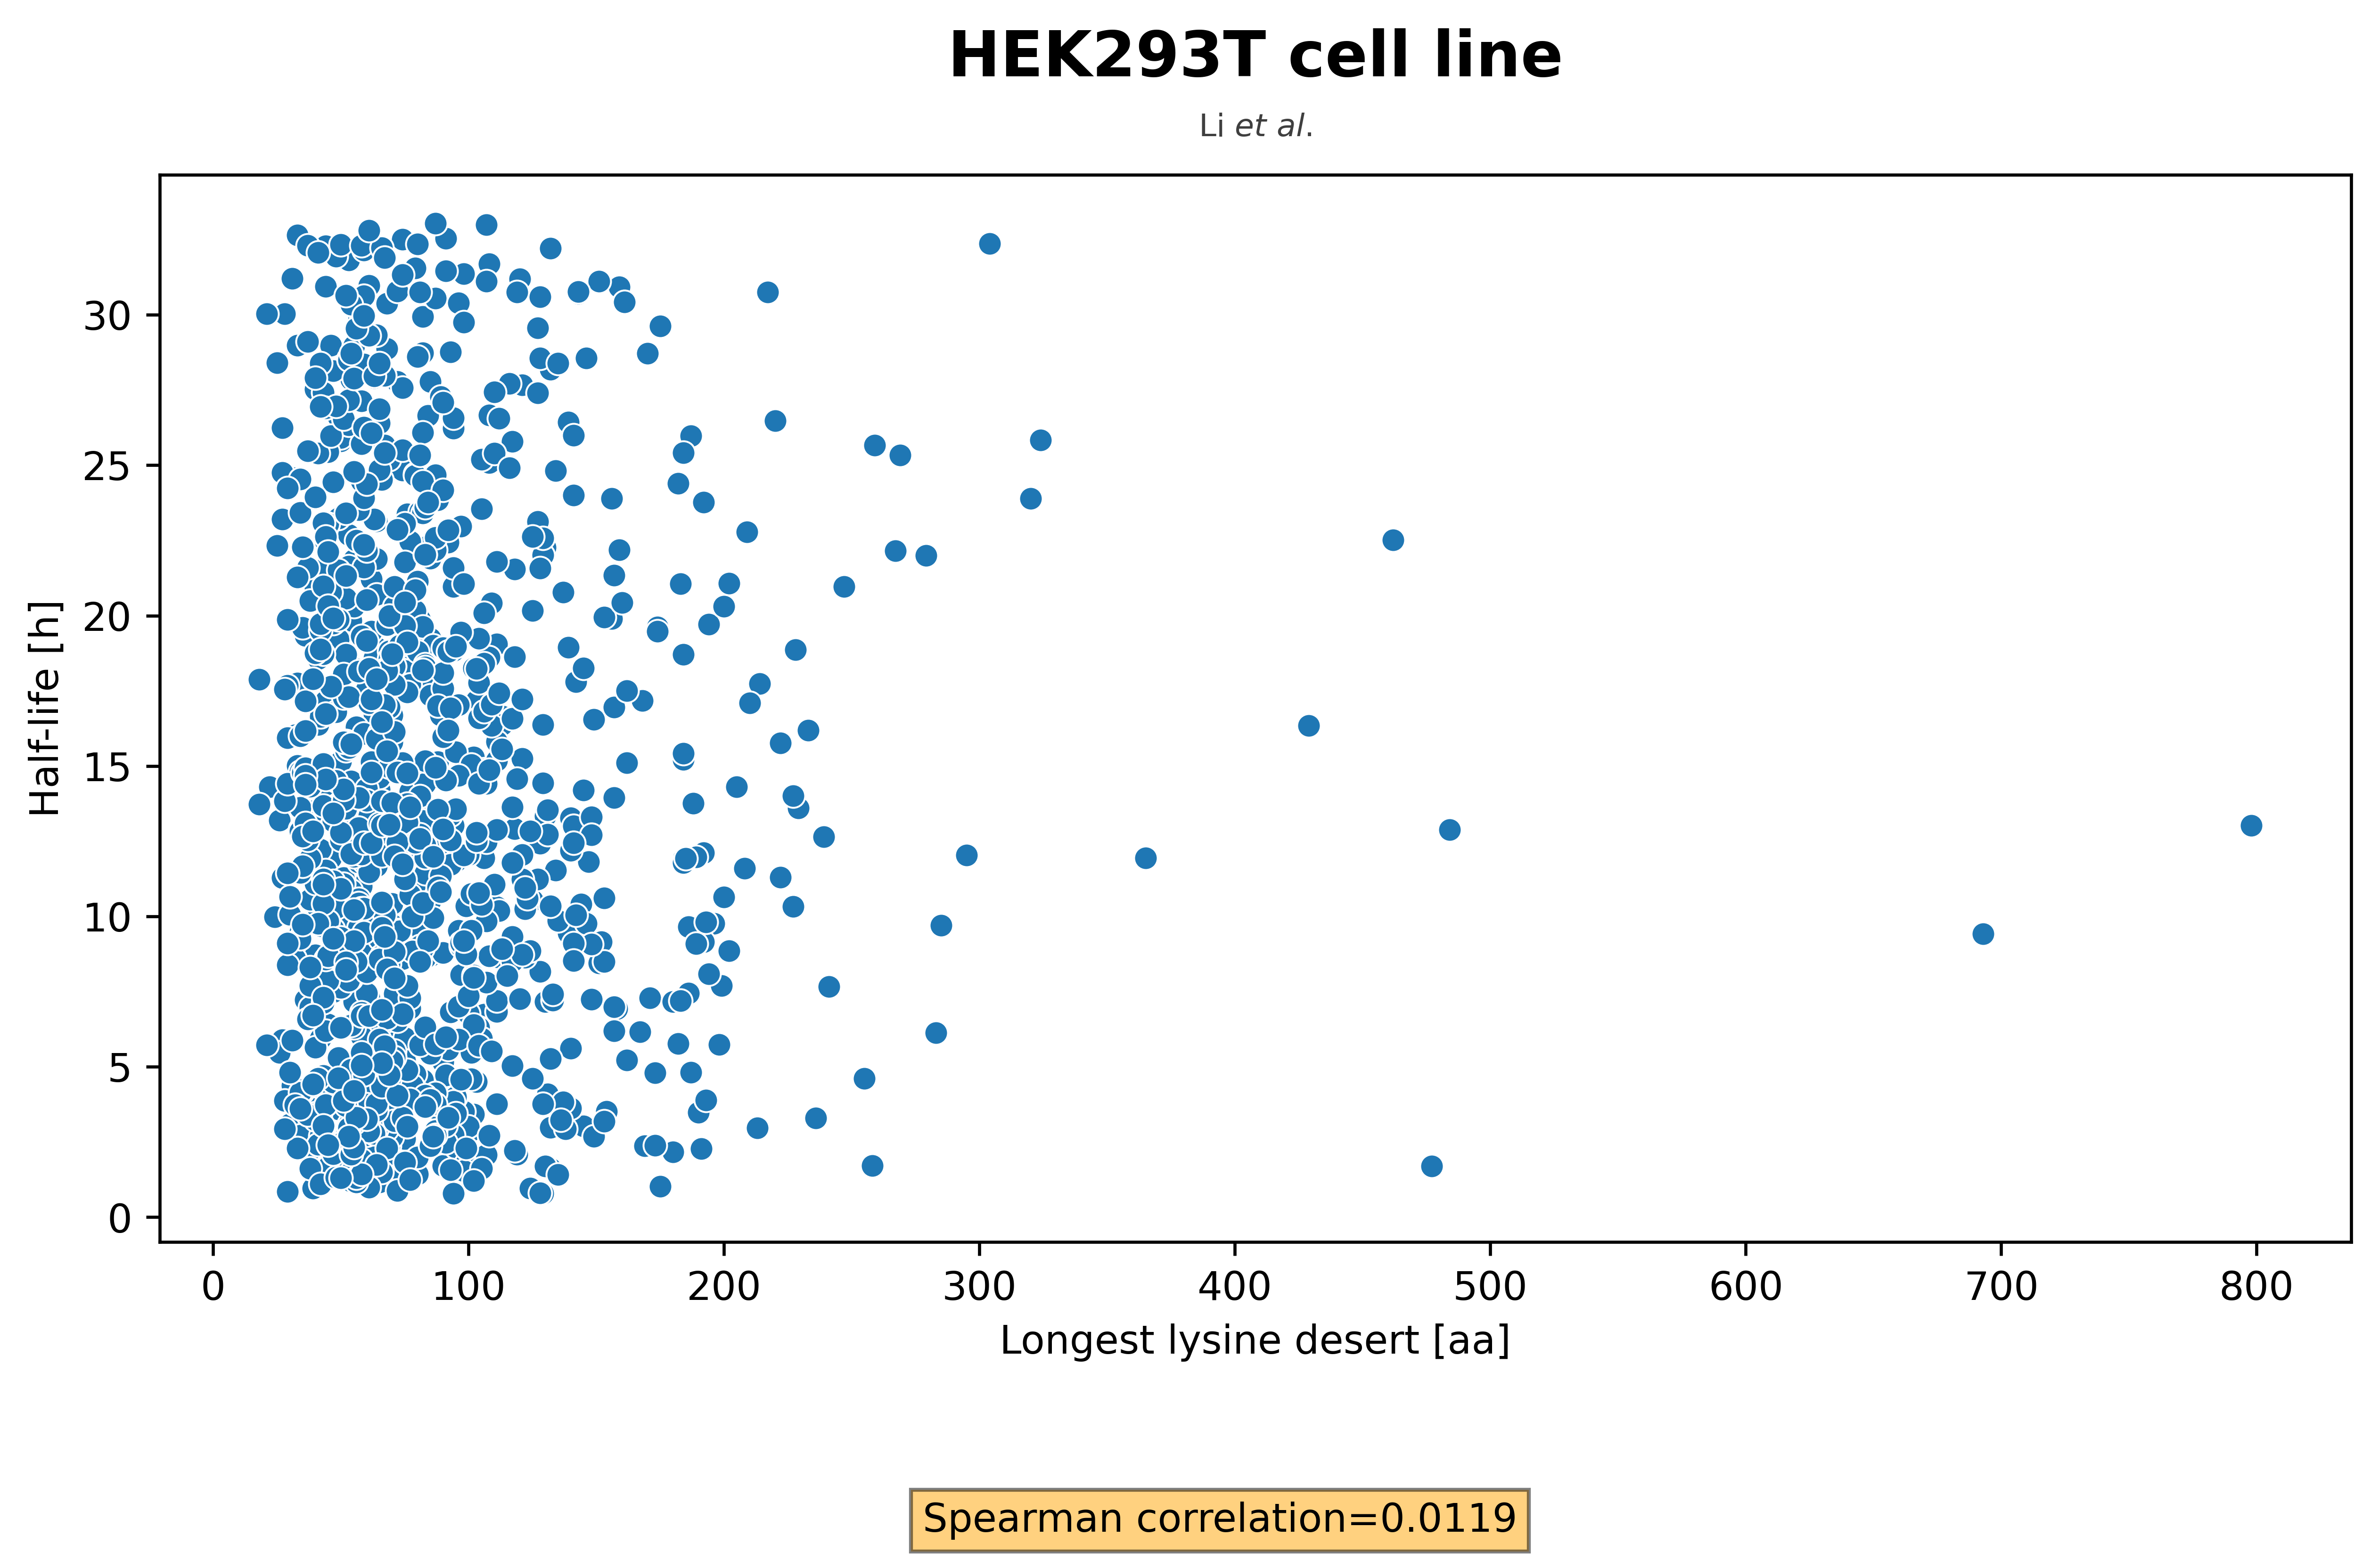 HEK293T cell line
Li et al.
30
25
20
15
10
5
0
Half-life [h]
0 100 200 300 400 500 600 700 800
Longest lysine desert [aa]
Spearman correlation=0.0119